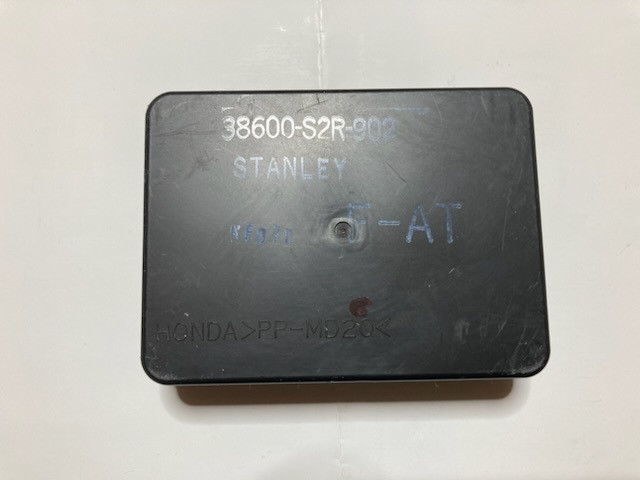 38600-S2R-902
STANLEY
F-AT
HONDA>PP-MD20<